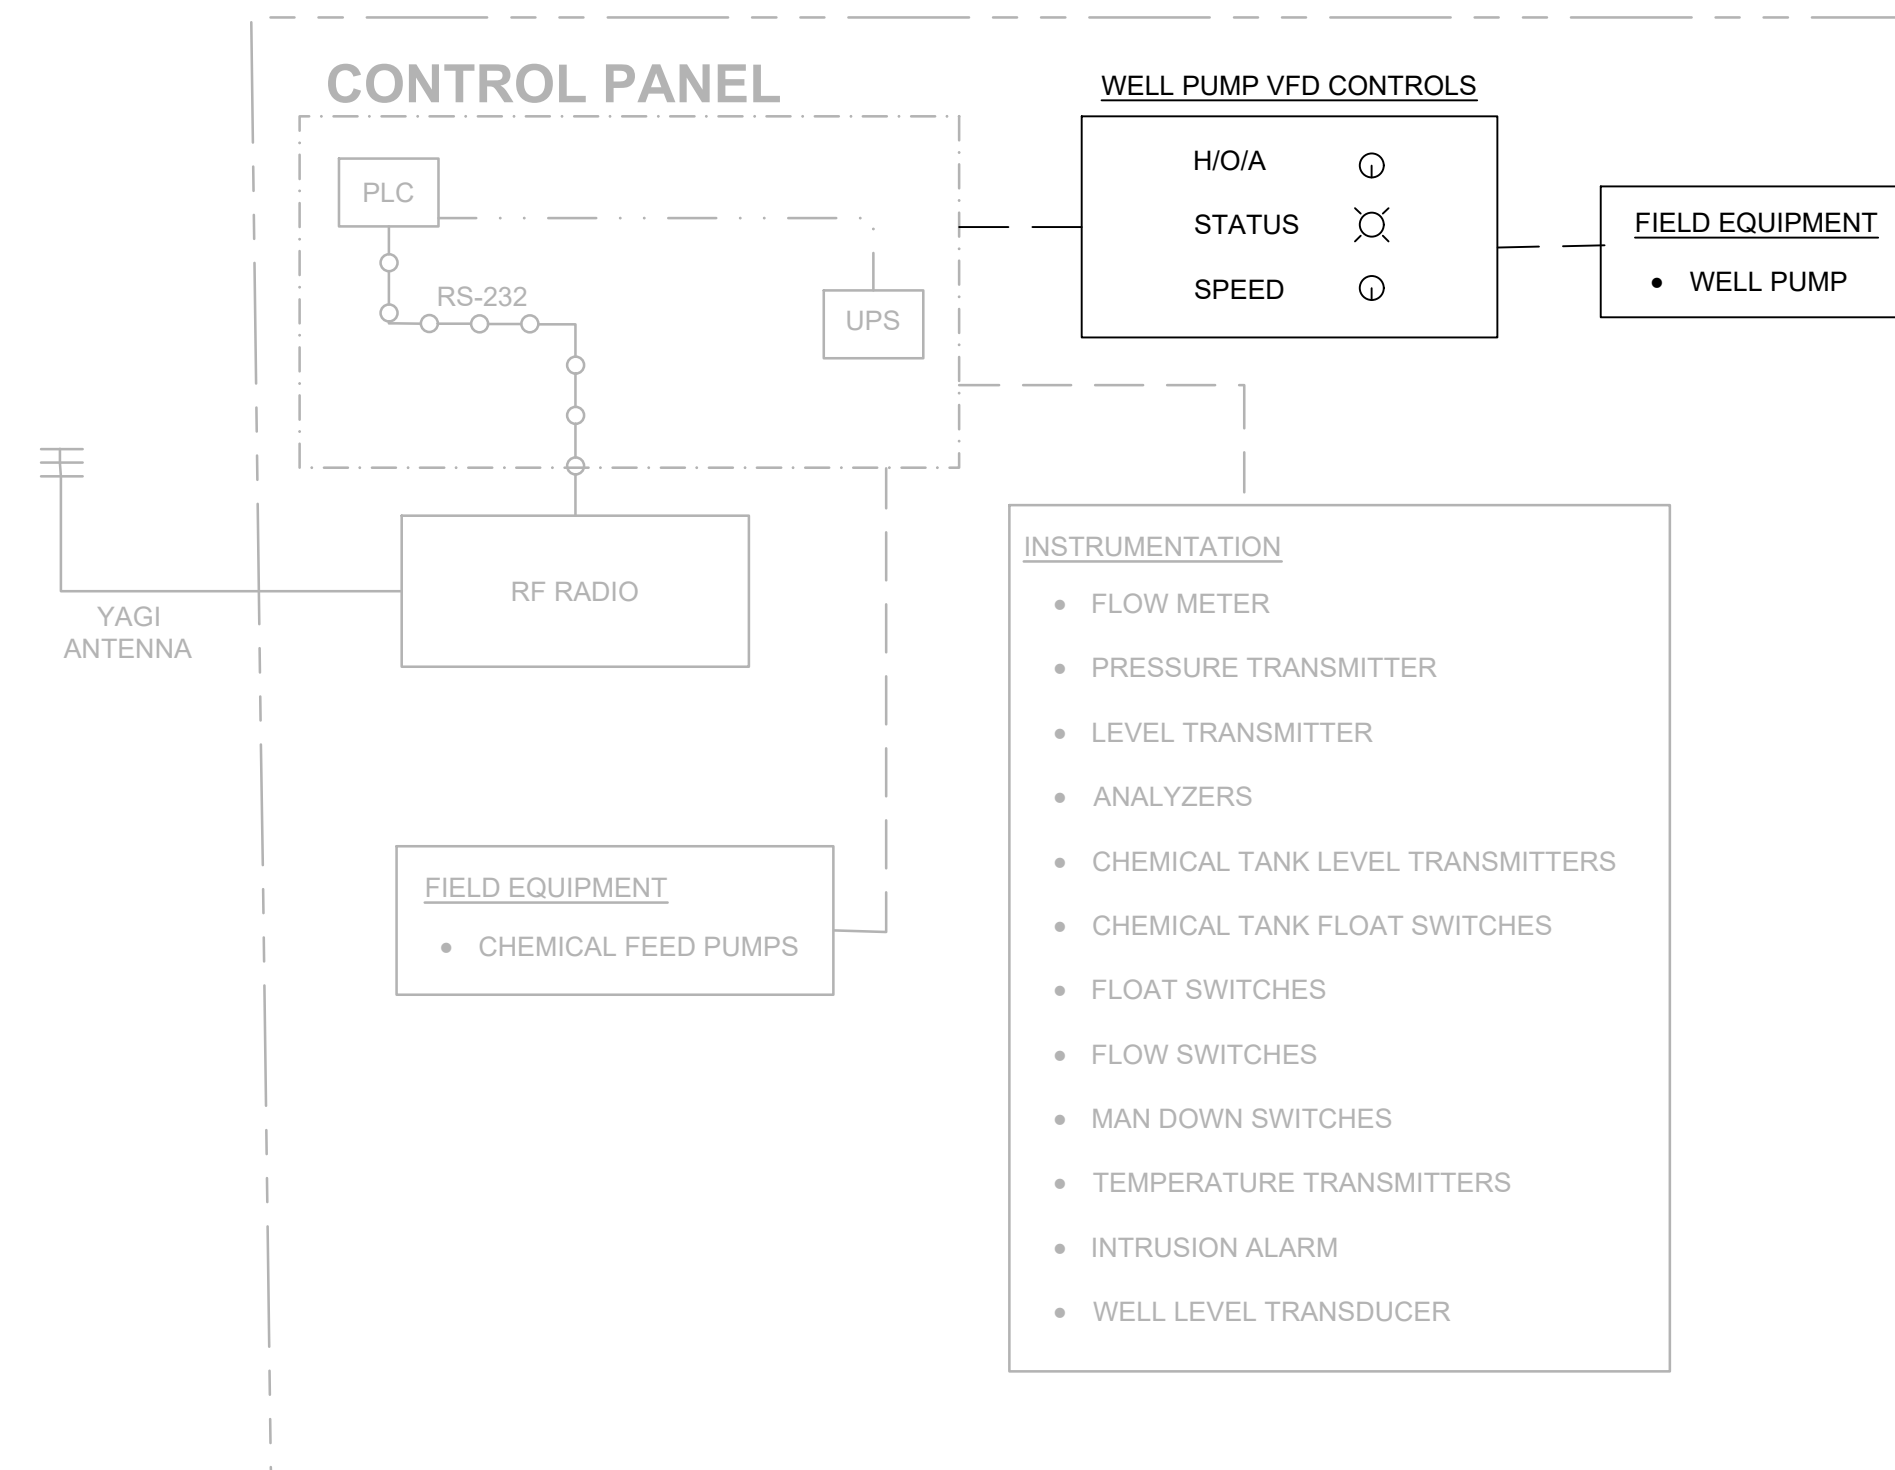 CONTROL PANEL
WELL PUMP VFD CONTROLS
H/O/A
STATUS
SPEED
FIELD EQUIPMENT
• WELL PUMP
PLC
RS-232
UPS
RF RADIO
YAGI
ANTENNA
FIELD EQUIPMENT
• CHEMICAL FEED PUMPS
INSTRUMENTATION
• FLOW METER
• PRESSURE TRANSMITTER
• LEVEL TRANSMITTER
• ANALYZERS
• CHEMICAL TANK LEVEL TRANSMITTERS
• CHEMICAL TANK FLOAT SWITCHES
• FLOAT SWITCHES
• FLOW SWITCHES
• MAN DOWN SWITCHES
• TEMPERATURE TRANSMITTERS
• INTRUSION ALARM
• WELL LEVEL TRANSDUCER